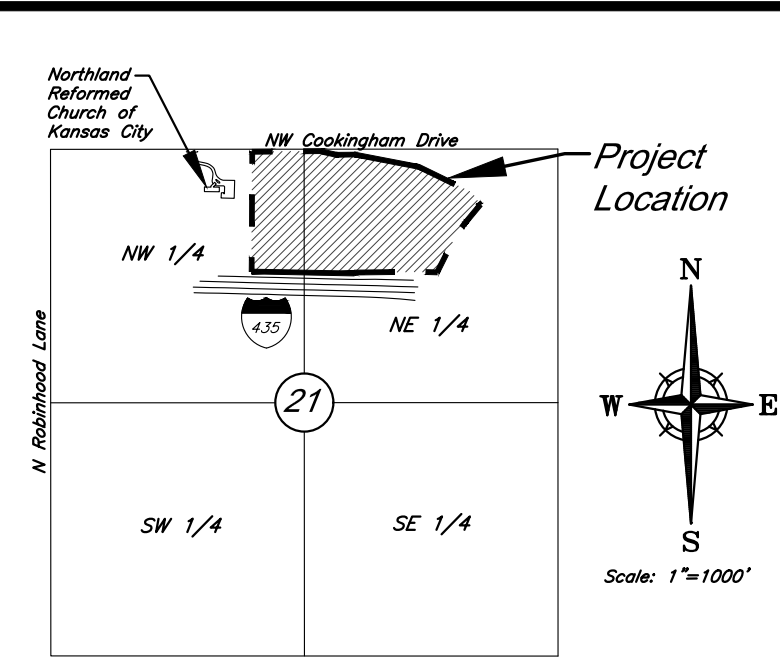 Northland
Reformed
Church of
Kansas City
NW Cookingham Drive
Project
Location
NW 1/4
435
NE 1/4
N Robinhood Lane
21
SW 1/4
SE 1/4
N
W
E
S
Scale: 1"=1000'